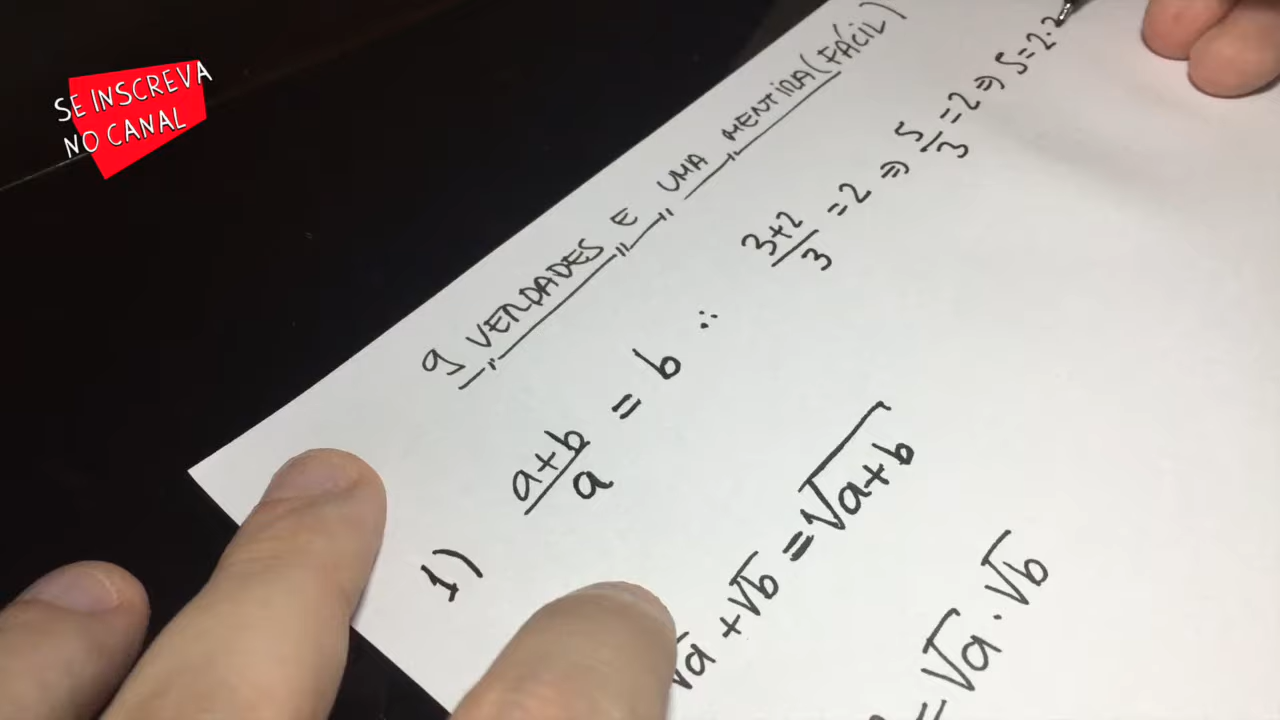 SE INSCREVA
NO CANAL
9 VERDADES E UMA MENTIRA (FÁCIL)
1) a+b/a = b ∴ 3+2/3 = 2 ⇒ 5/3 = 2 ⇒ 5 = 2.
√a + √b = √a+b
= √a . √b